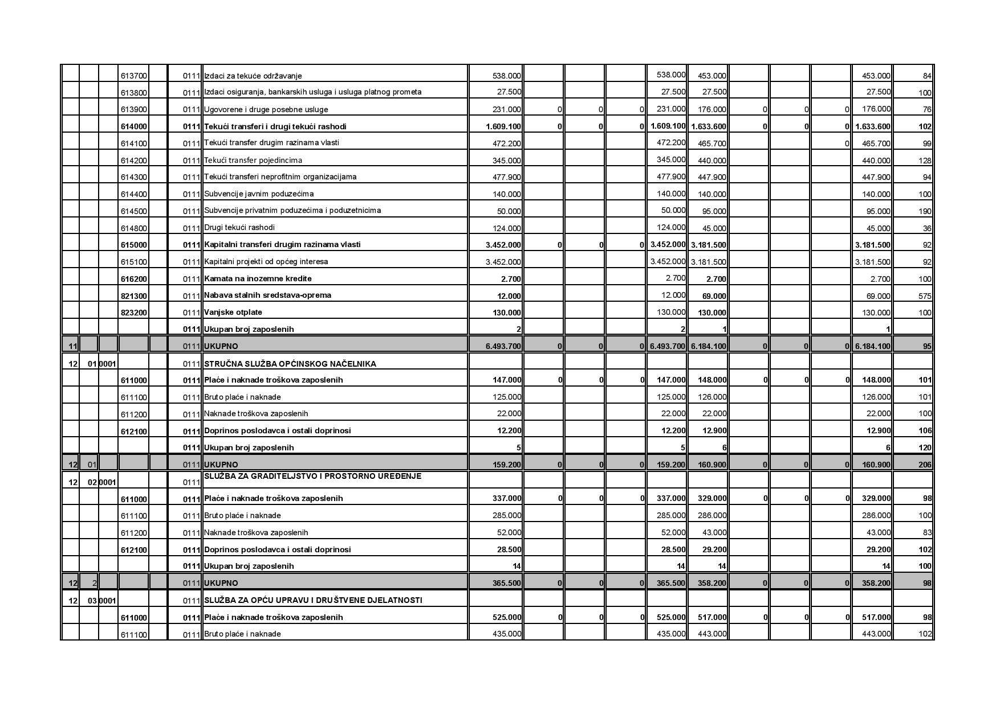 613700 0111 Izdaci za tekuće održavanje 538.000 538.000 453.000 453.000 84
613800 0111 Izdaci osiguranja, bankarskih usluga i usluga platnog prometa 27.500 27.500 27.500 27.500 100
613900 0111 Ugovorene i druge posebne usluge 231.000 0 0 0 231.000 176.000 0 0 0 176.000 76
614000 0111 Tekući transferi i drugi tekući rashodi 1.609.100 0 0 0 1.609.100 1.633.600 0 0 0 1.633.600 102
614100 0111 Tekući transfer drugim razinama vlasti 472.200 472.200 465.700 0 465.700 99
614200 0111 Tekući transfer pojedincima 345.000 345.000 440.000 440.000 128
614300 0111 Tekući transferi neprofitnim organizacijama 477.900 477.900 447.900 447.900 94
614400 0111 Subvencije javnim poduzećima 140.000 140.000 140.000 140.000 100
614500 0111 Subvencije privatnim poduzećima i poduzetnicima 50.000 50.000 95.000 95.000 190
614800 0111 Drugi tekući rashodi 124.000 124.000 45.000 45.000 36
615000 0111 Kapitalni transferi drugim razinama vlasti 3.452.000 0 0 0 3.452.000 3.181.500 3.181.500 92
615100 0111 Kapitalni projekti od općeg interesa 3.452.000 3.452.000 3.181.500 3.181.500 92
616200 0111 Kamata na inozemne kredite 2.700 2.700 2.700 2.700 100
821300 0111 Nabava stalnih sredstava-oprema 12.000 12.000 69.000 69.000 575
823200 0111 Vanjske otplate 130.000 130.000 130.000 130.000 100
0111 Ukupan broj zaposlenih 2 2 1 1
11 0111 UKUPNO 6.493.700 0 0 0 6.493.700 6.184.100 0 0 0 6.184.100 95
12 01 0001 0111 STRUČNA SLUŽBA OPĆINSKOG NAČELNIKA
611000 0111 Plaće i naknade troškova zaposlenih 147.000 0 0 0 147.000 148.000 0 0 0 148.000 101
611100 0111 Bruto plaće i naknade 125.000 125.000 126.000 126.000 101
611200 0111 Naknade troškova zaposlenih 22.000 22.000 22.000 22.000 100
612100 0111 Doprinos poslodavca i ostali doprinosi 12.200 12.200 12.900 12.900 106
0111 Ukupan broj zaposlenih 5 5 6 6 120
12 01 0111 UKUPNO 159.200 0 0 0 159.200 160.900 0 0 0 160.900 206
12 02 0001 0111 SLUŽBA ZA GRADITELJSTVO I PROSTORNO UREĐENJE
611000 0111 Plaće i naknade troškova zaposlenih 337.000 0 0 0 337.000 329.000 0 0 0 329.000 98
611100 0111 Bruto plaće i naknade 285.000 285.000 286.000 286.000 100
611200 0111 Naknade troškova zaposlenih 52.000 52.000 43.000 43.000 83
612100 0111 Doprinos poslodavca i ostali doprinosi 28.500 28.500 29.200 29.200 102
0111 Ukupan broj zaposlenih 14 14 14 14 100
12 2 0111 UKUPNO 365.500 0 0 0 365.500 358.200 0 0 0 358.200 98
12 03 0001 0111 SLUŽBA ZA OPĆU UPRAVU I DRUŠTVENE DJELATNOSTI
611000 0111 Plaće i naknade troškova zaposlenih 525.000 0 0 0 525.000 517.000 0 0 0 517.000 98
611100 0111 Bruto plaće i naknade 435.000 435.000 443.000 443.000 102